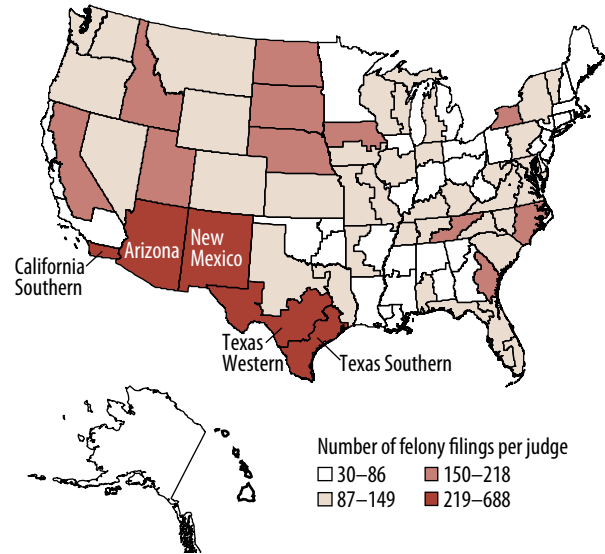 Arizona
New
Mexico
California
Southern
Texas
Western
Texas Southern
Number of felony filings per judge
30–86
150–218
87–149
219–688